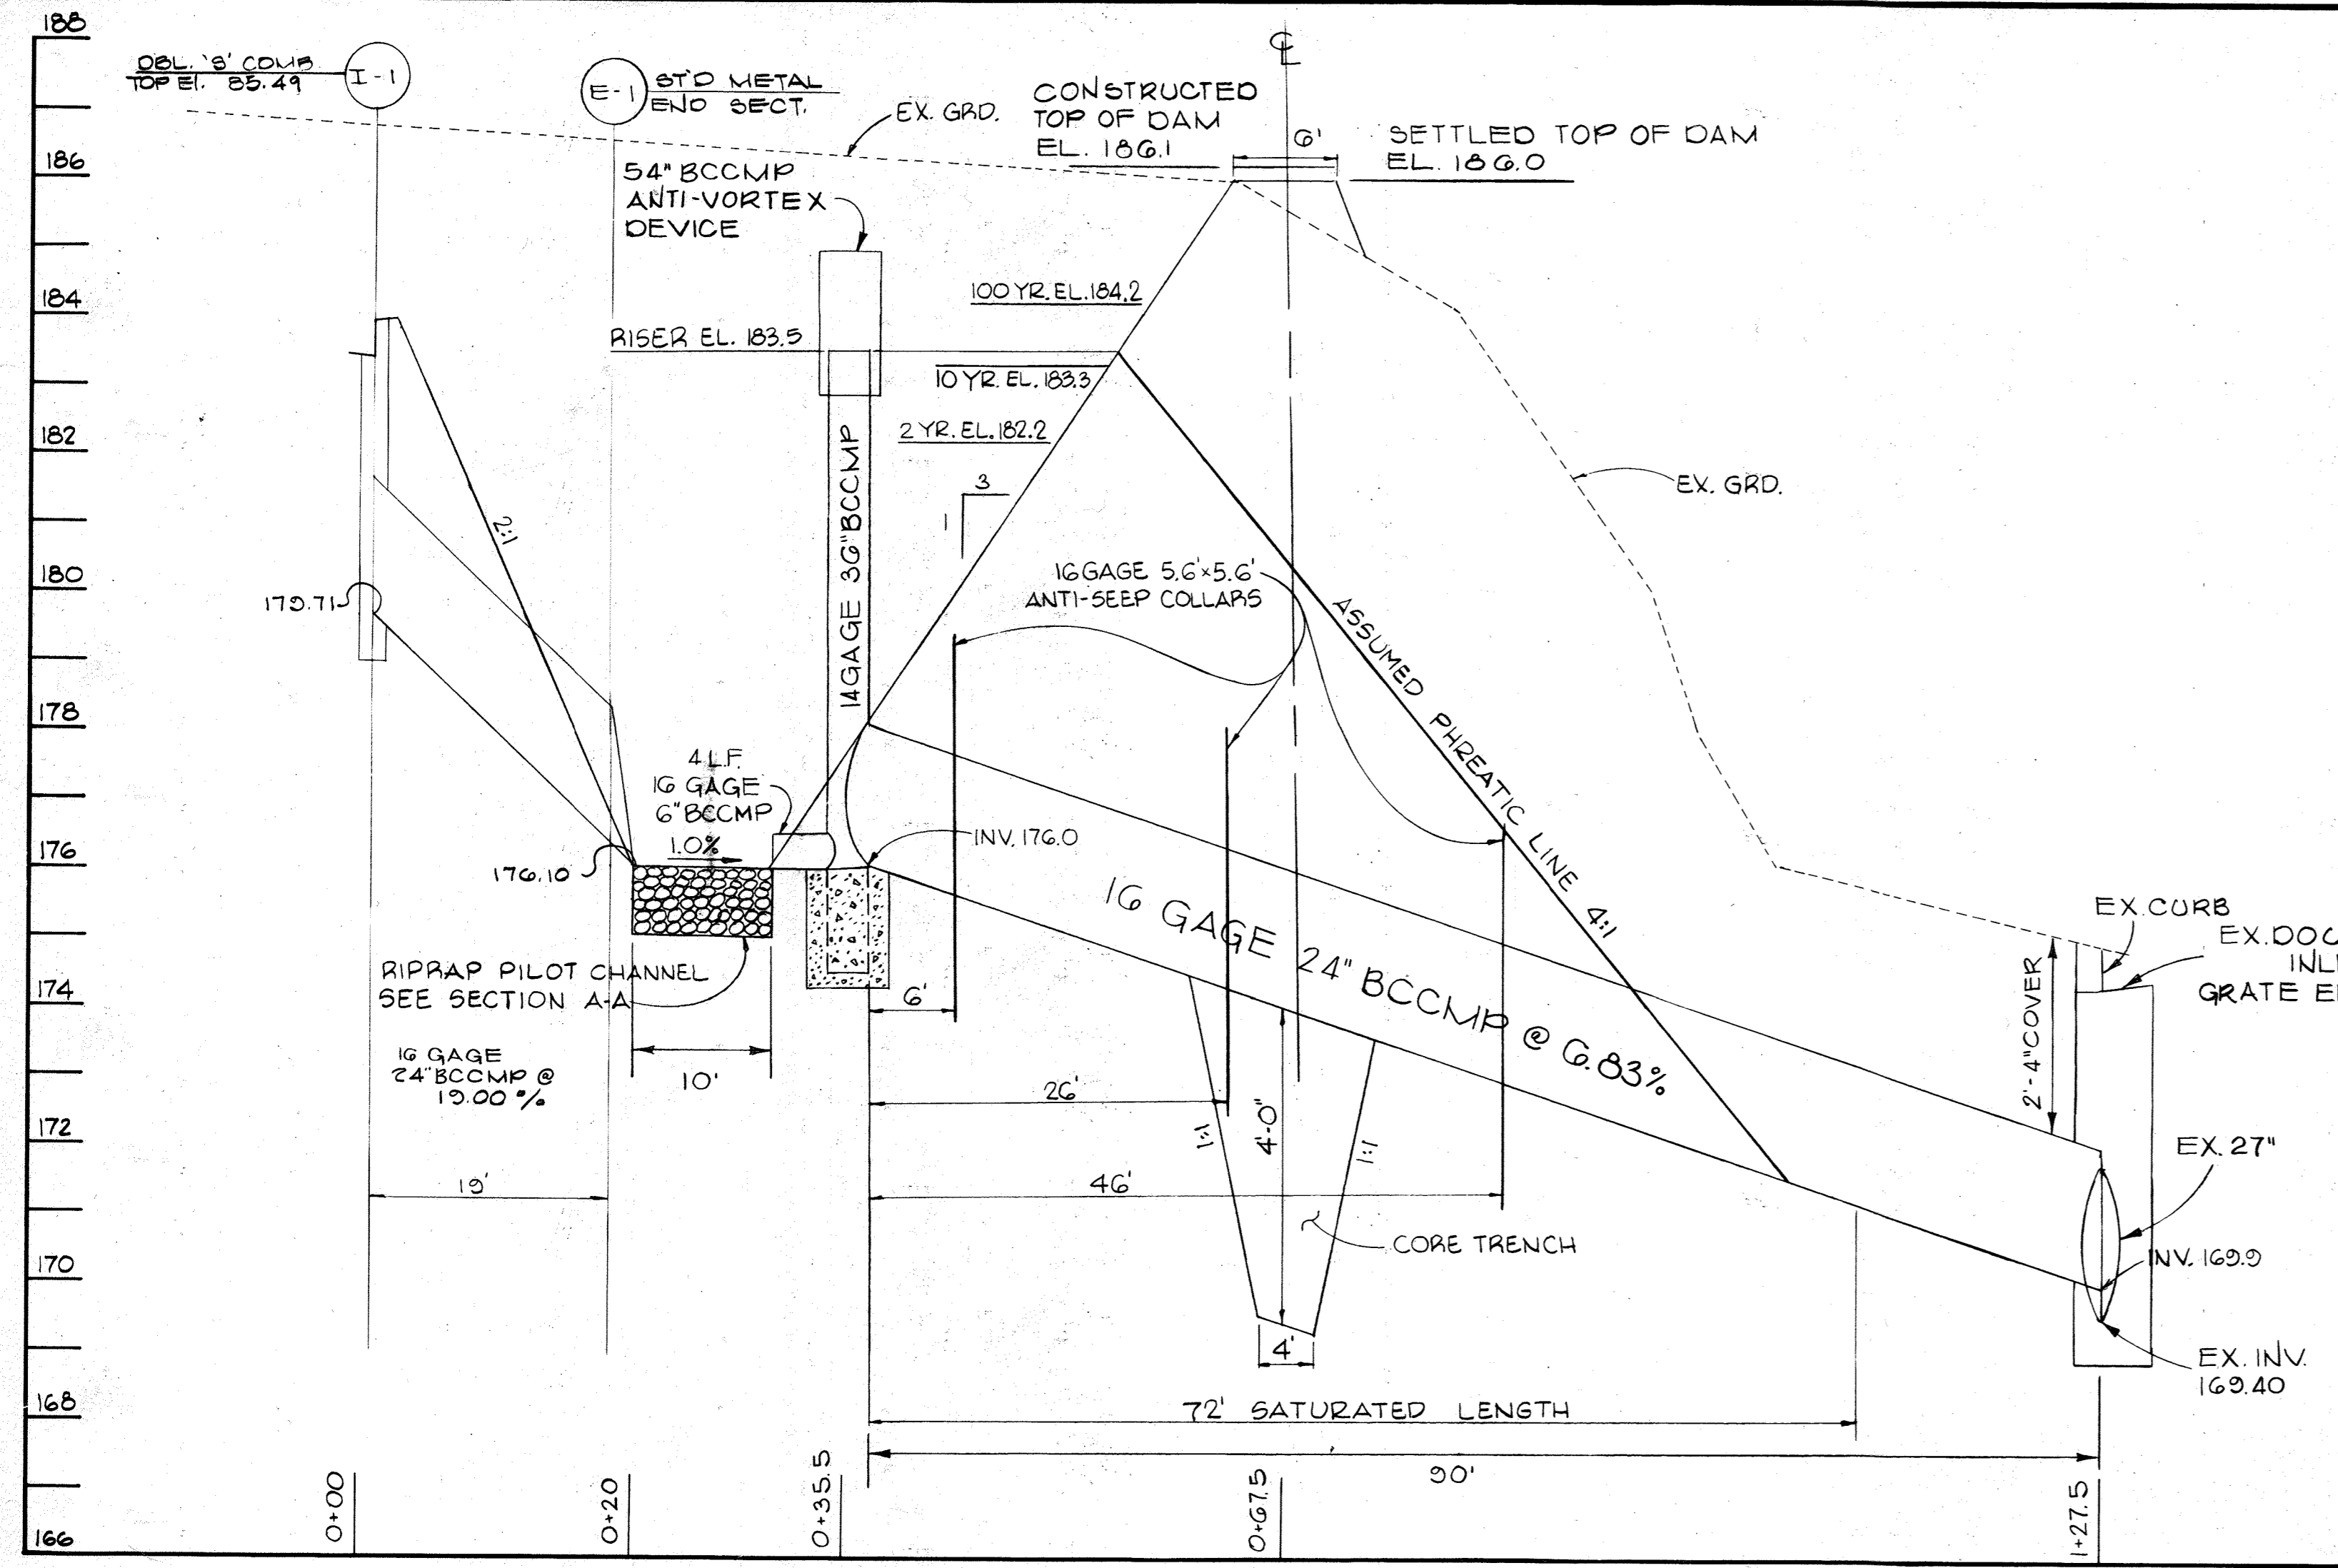 188
DBL. 'S' COMB.
TOP El. 85.49
I-1
E-1
ST'D METAL
END SECT.
EX. GRD.
CONSTRUCTED
TOP OF DAM
EL. 186.1
℄
6'
SETTLED TOP OF DAM
EL. 186.0
186
54" BCCMP
ANTI-VORTEX
DEVICE
184
100 YR. EL. 184.2
RISER EL. 183.5
10 YR. EL. 183.3
182
2 YR. EL. 182.2
2:1
14 GAGE 36" BCCMP
3
1
EX. GRD.
180
179.71
16 GAGE 5.6'x5.6'
ANTI-SEEP COLLARS
ASSUMED PHREATIC LINE 4:1
178
4 L.F.
16 GAGE
6" BCCMP
1.0%
176
176.10
INV. 176.0
16 GAGE 24" BCCMP @ 6.83%
EX. CURB
EX. DOC
INL
GRATE E
RIPRAP PILOT CHANNEL
SEE SECTION A-A
174
6'
2'-4" COVER
16 GAGE
24" BCCMP @
19.00 %
10'
26'
172
1:1
4'-0"
1:1
EX. 27"
19'
46'
CORE TRENCH
170
INV. 169.9
4'
EX. INV.
169.40
168
72' SATURATED LENGTH
90'
0+00
0+20
0+35.5
0+67.5
1+27.5
166